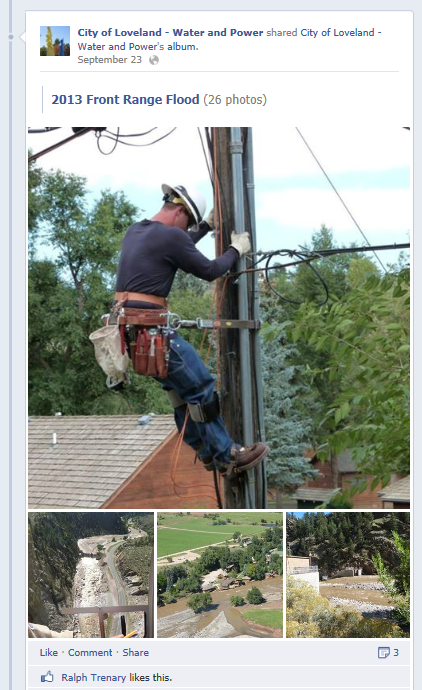 City of Loveland - Water and Power shared City of Loveland -
Water and Power's album.
September 23
2013 Front Range Flood (26 photos)
Like · Comment · Share 3
Ralph Trenary likes this.